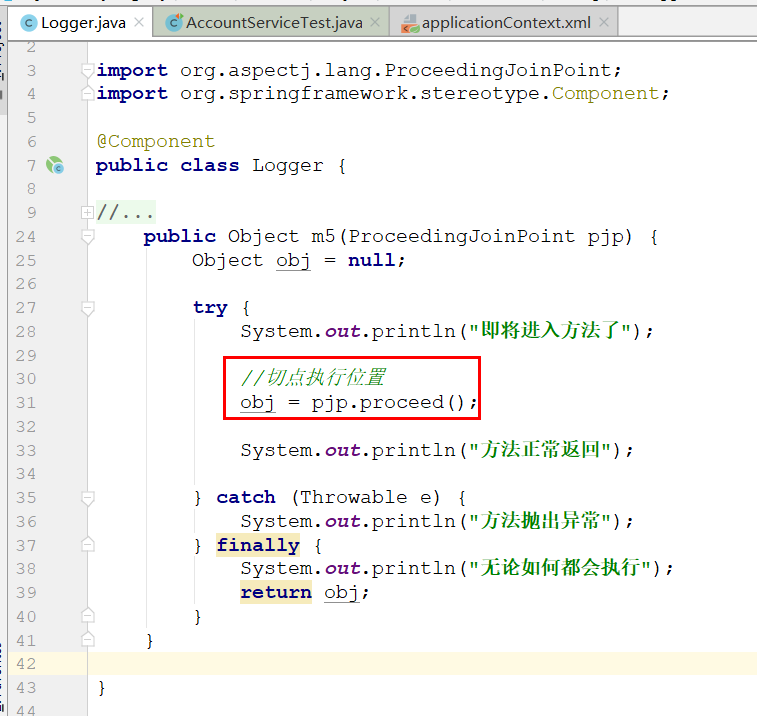 Logger.java AccountServiceTest.java applicationContext.xml
2
3 import org.aspectj.lang.ProceedingJoinPoint;
4 import org.springframework.stereotype.Component;
5
6 @Component
7 public class Logger {
8
9 //...
24 public Object m5(ProceedingJoinPoint pjp) {
25 Object obj = null;
26
27 try {
28 System.out.println("即将进入方法了");
29
30 //切点执行位置
31 obj = pjp.proceed();
32
33 System.out.println("方法正常返回");
34
35 } catch (Throwable e) {
36 System.out.println("方法抛出异常");
37 } finally {
38 System.out.println("无论如何都会执行");
39 return obj;
40 }
41 }
42
43 }
44